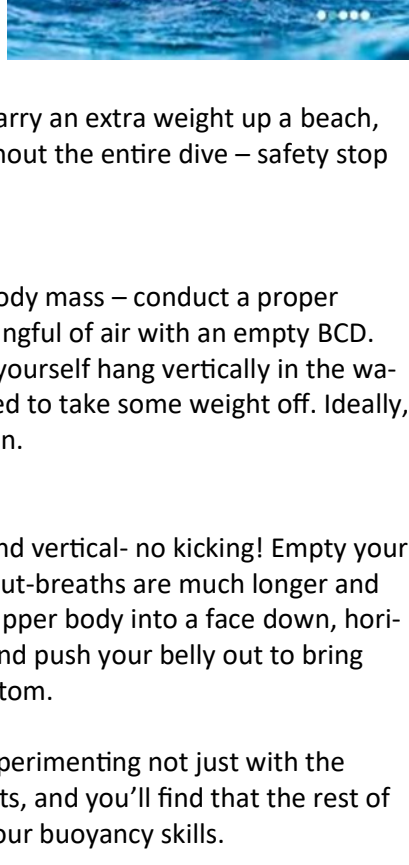 arry an extra weight up a beach,
hout the entire dive – safety stop
ody mass – conduct a proper
ngful of air with an empty BCD.
yourself hang vertically in the wa-
ed to take some weight off. Ideally,
n.
nd vertical- no kicking! Empty your
ut-breaths are much longer and
pper body into a face down, hori-
nd push your belly out to bring
tom.
perimenting not just with the
ts, and you’ll find that the rest of
our buoyancy skills.